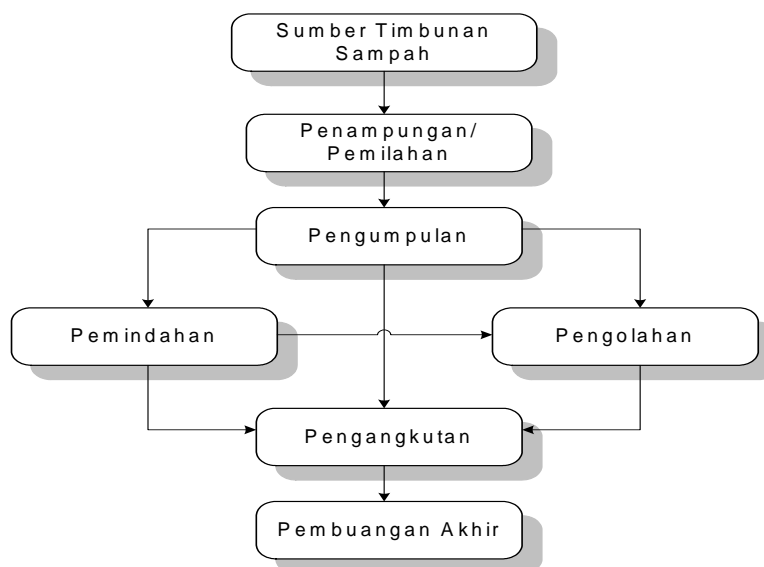 Sumber Timbunan
Sampah
Penampungan/
Pemilahan
Pengumpulan
Pemindahan
Pengolahan
Pengangkutan
Pembuangan Akhir